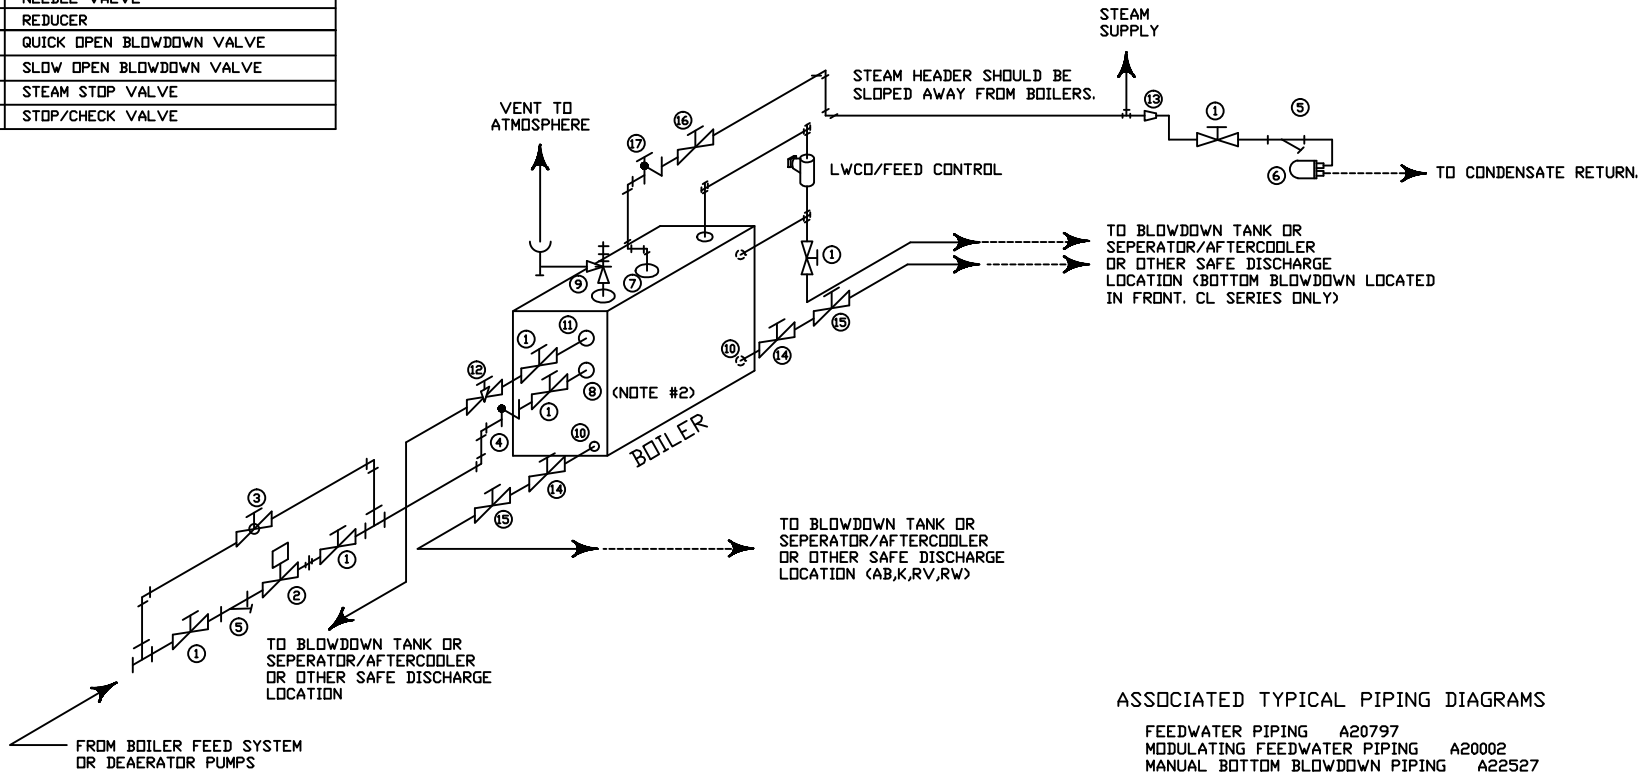 NEEDLE VALVE
REDUCER
QUICK OPEN BLOWDOWN VALVE
SLOW OPEN BLOWDOWN VALVE
STEAM STOP VALVE
STOP/CHECK VALVE
STEAM
SUPPLY
STEAM HEADER SHOULD BE
SLOPED AWAY FROM BOILERS.
13
1
5
6
TO CONDENSATE RETURN.
VENT TO
ATMOSPHERE
16
17
LWCO/FEED CONTROL
1
9
7
TO BLOWDOWN TANK OR
SEPERATOR/AFTERCOOLER
OR OTHER SAFE DISCHARGE
LOCATION (BOTTOM BLOWDOWN LOCATED
IN FRONT. CL SERIES ONLY)
15
14
10
11
1
12
8
(NOTE #2)
1
4
10
BOILER
14
15
3
1
2
5
1
TO BLOWDOWN TANK OR
SEPERATOR/AFTERCOOLER
OR OTHER SAFE DISCHARGE
LOCATION (AB,K,RV,RW)
TO BLOWDOWN TANK OR
SEPERATOR/AFTERCOOLER
OR OTHER SAFE DISCHARGE
LOCATION
FROM BOILER FEED SYSTEM
OR DEAERATOR PUMPS
ASSOCIATED TYPICAL PIPING DIAGRAMS
FEEDWATER PIPING A20797
MODULATING FEEDWATER PIPING A20002
MANUAL BOTTOM BLOWDOWN PIPING A22527